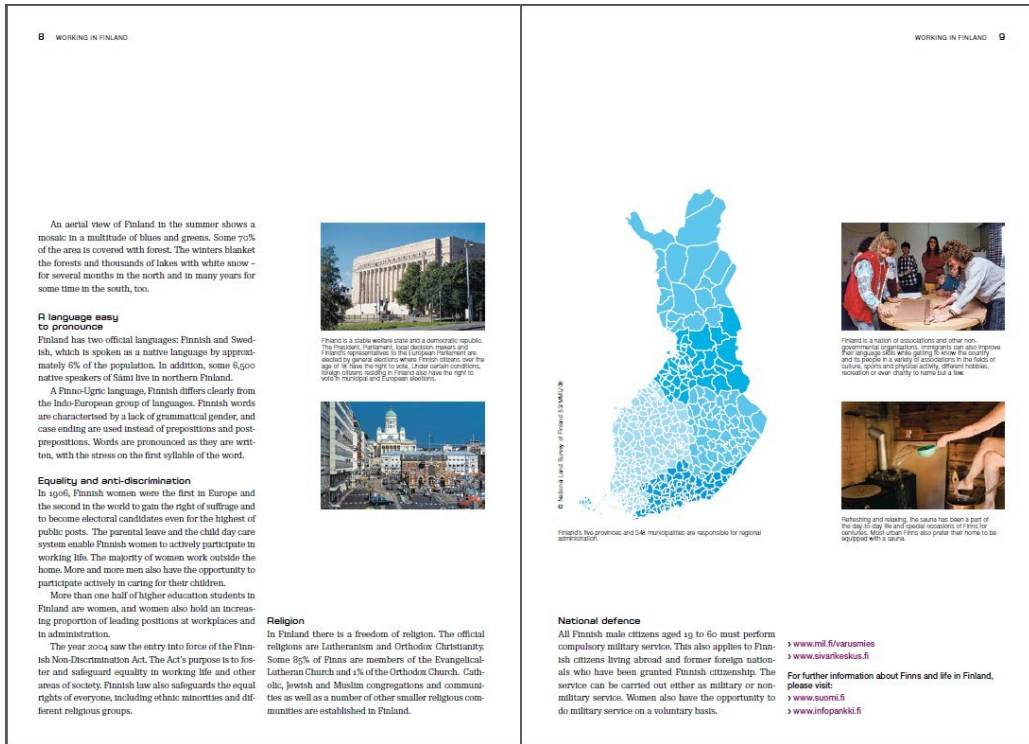 8 WORKING IN FINLAND
An aerial view of Finland in the summer shows a
mosaic in a multitude of blues and greens. Some 70%
of the area is covered with forest. The winters blanket
the forests and thousands of lakes with white snow –
for several months in the north and in many years for
some time in the south, too.
A language easy
to pronounce
Finland has two official languages: Finnish and Swed-
ish, which is spoken as a native language by approxi-
mately 6% of the population. In addition, some 6,500
native speakers of Sámi live in northern Finland.
A Finno-Ugric language, Finnish differs clearly from
the Indo-European group of languages. Finnish words
are characterised by a lack of grammatical gender, and
case ending are used instead of prepositions and post-
prepositions. Words are pronounced as they are writ-
ten, with the stress on the first syllable of the word.
Equality and anti-discrimination
In 1906, Finnish women were the first in Europe and
the second in the world to gain the right of suffrage and
to become electoral candidates even for the highest of
public posts. The parental leave and the child day care
system enable Finnish women to actively participate in
working life. The majority of women work outside the
home. More and more men also have the opportunity to
participate actively in caring for their children.
More than one half of higher education students in
Finland are women, and women also hold an increas-
ing proportion of leading positions at workplaces and
in administration.
The year 2004 saw the entry into force of the Finn-
ish Non-Discrimination Act. The Act's purpose is to fos-
ter and safeguard equality in working life and other
areas of society. Finnish law also safeguards the equal
rights of everyone, including ethnic minorities and dif-
ferent religious groups.
Finland is a stable welfare state and a democratic republic.
The President, Parliament, local decision-makers and
Finland's representatives to the European Parliament are
elected by general elections where Finnish citizens over the
age of 18 have the right to vote. Under certain conditions,
foreign citizens residing in Finland also have the right to
vote in municipal and European elections.
Religion
In Finland there is a freedom of religion. The official
religions are Lutheranism and Orthodox Christianity.
Some 85% of Finns are members of the Evangelical-
Lutheran Church and 1% of the Orthodox Church. Cath-
olic, Jewish and Muslim congregations and communi-
ties as well as a number of other smaller religious com-
munities are established in Finland.
WORKING IN FINLAND 9
© National Land Survey of Finland 53/MML/08
Finland's five provinces and 348 municipalities are responsible for regional
administration.
Finland is a nation of associations and other non-
governmental organisations. Immigrants can also improve
their language skills while getting to know the country
and its people in a variety of associations in the fields of
culture, sports and physical activity, different hobbies,
recreation or even charity to name but a few.
Refreshing and relaxing, the sauna has been a part of
the day-to-day life and special occasions of Finns for
centuries. Most urban Finns also prefer their home to be
equipped with a sauna.
National defence
All Finnish male citizens aged 19 to 60 must perform
compulsory military service. This also applies to Finn-
ish citizens living abroad and former foreign nation-
als who have been granted Finnish citizenship. The
service can be carried out either as military or non-
military service. Women also have the opportunity to
do military service on a voluntary basis.
› www.mil.fi/varusmies
› www.sivarikeskus.fi
For further information about Finns and life in Finland,
please visit:
› www.suomi.fi
› www.infopankki.fi